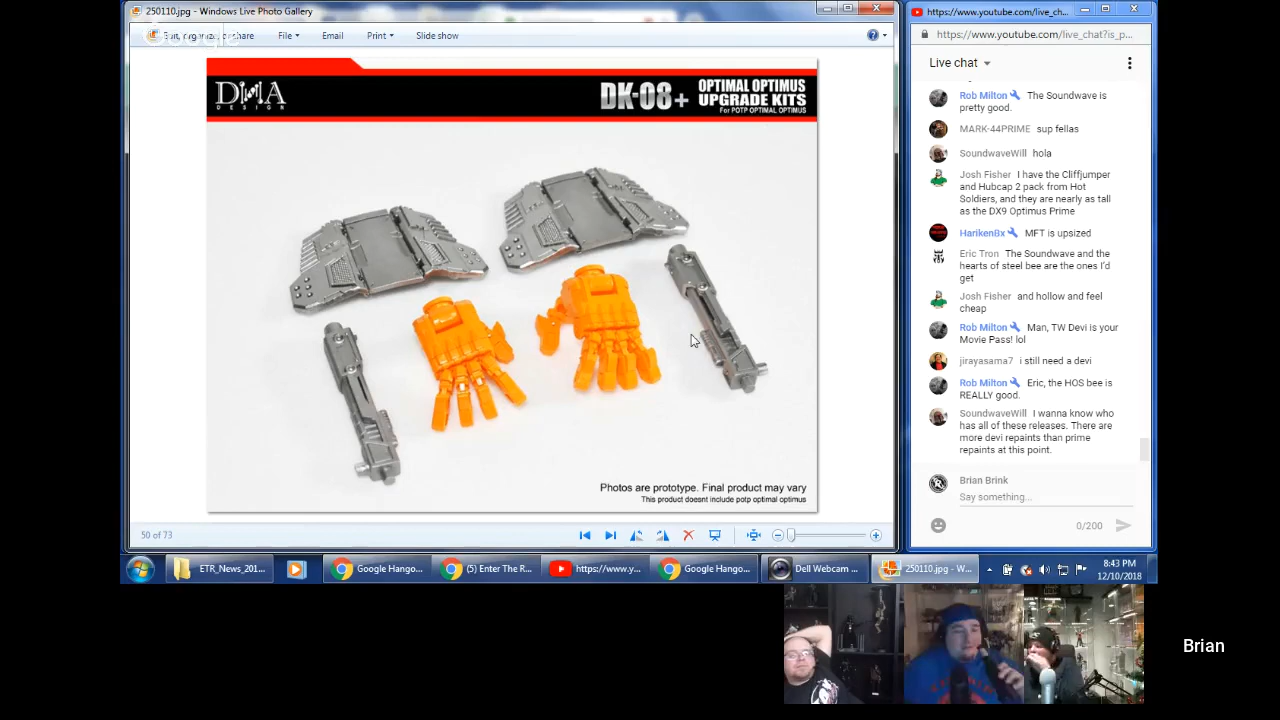 250110.jpg - Windows Live Photo Gallery
File Email Print Slide show
DNA
DESIGN
DK-08+
OPTIMAL OPTIMUS
UPGRADE KITS
For POTP OPTIMAL OPTIMUS
Photos are prototype. Final product may vary
This product doesnt include potp optimal optimus
50 of 73
https://www.youtube.com/live_ch...
https://www.youtube.com/live_chat?is_p...
Live chat
Rob Milton The Soundwave is
pretty good.
MARK-44PRIME sup fellas
SoundwaveWill hola
Josh Fisher I have the Cliffjumper
and Hubcap 2 pack from Hot
Soldiers, and they are nearly as tall
as the DX9 Optimus Prime
HarikenBx MFT is upsized
Eric Tron The Soundwave and the
hearts of steel bee are the ones I'd
get
Josh Fisher and hollow and feel
cheap
Rob Milton Man, TW Devi is your
Movie Pass! lol
jirayasama7 i still need a devi
Rob Milton Eric, the HOS bee is
REALLY good.
SoundwaveWill I wanna know who
has all of these releases. There are
more devi repaints than prime
repaints at this point.
Brian Brink
Say something...
0/200
ETR_News_201...
Google Hango...
(5) Enter The R...
https://www.y...
Google Hango...
Dell Webcam ...
250110.jpg - W...
8:43 PM
12/10/2018
Brian